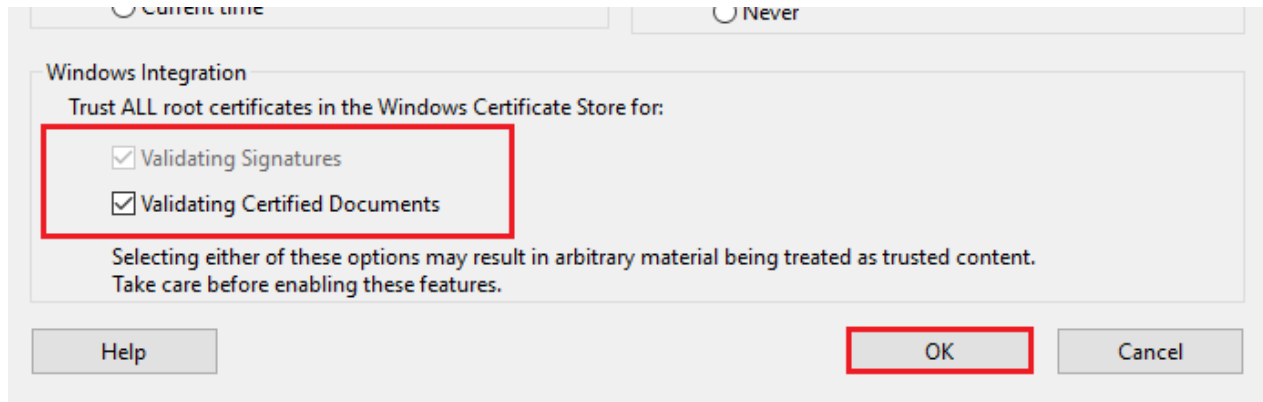 Current time
Never
Windows Integration
Trust ALL root certificates in the Windows Certificate Store for:
Validating Signatures
Validating Certified Documents
Selecting either of these options may result in arbitrary material being treated as trusted content.
Take care before enabling these features.
Help
OK
Cancel